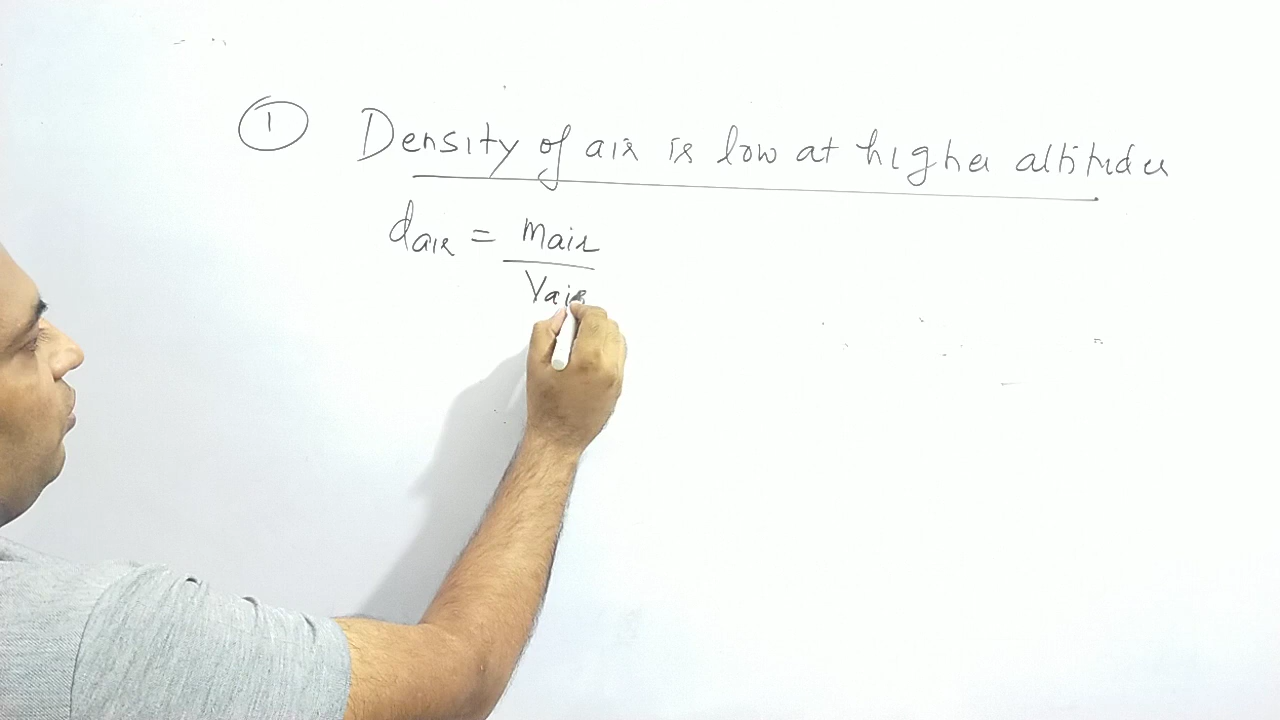 1 Density of air is low at higher altitudes
dair = mair
Vair